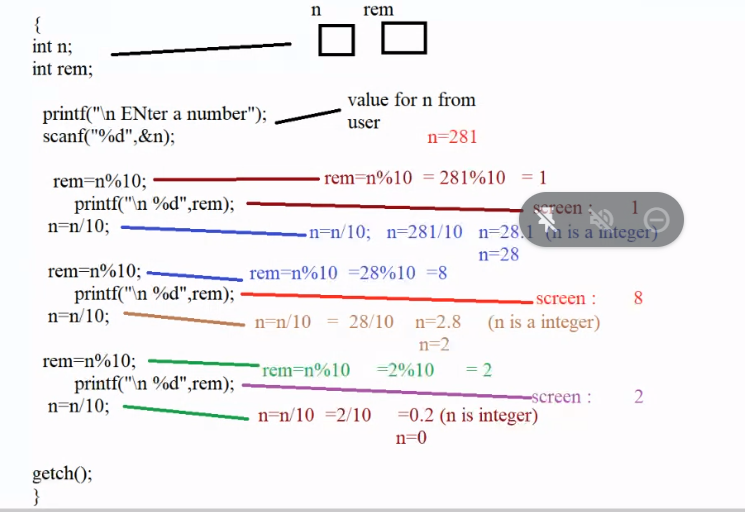 n rem
{
int n;
int rem;
printf("\n ENter a number");
scanf("%d",&n);
value for n from
user
n=281
rem=n%10; rem=n%10 = 281%10 = 1
printf("\n %d",rem); screen : 1
n=n/10; n=n/10; n=281/10 n=28.1 (n is a integer)
n=28
rem=n%10; rem=n%10 =28%10 =8
printf("\n %d",rem); screen : 8
n=n/10; n=n/10 = 28/10 n=2.8 (n is a integer)
n=2
rem=n%10; rem=n%10 =2%10 = 2
printf("\n %d",rem); screen : 2
n=n/10; n=n/10 =2/10 =0.2 (n is integer)
n=0
getch();
}